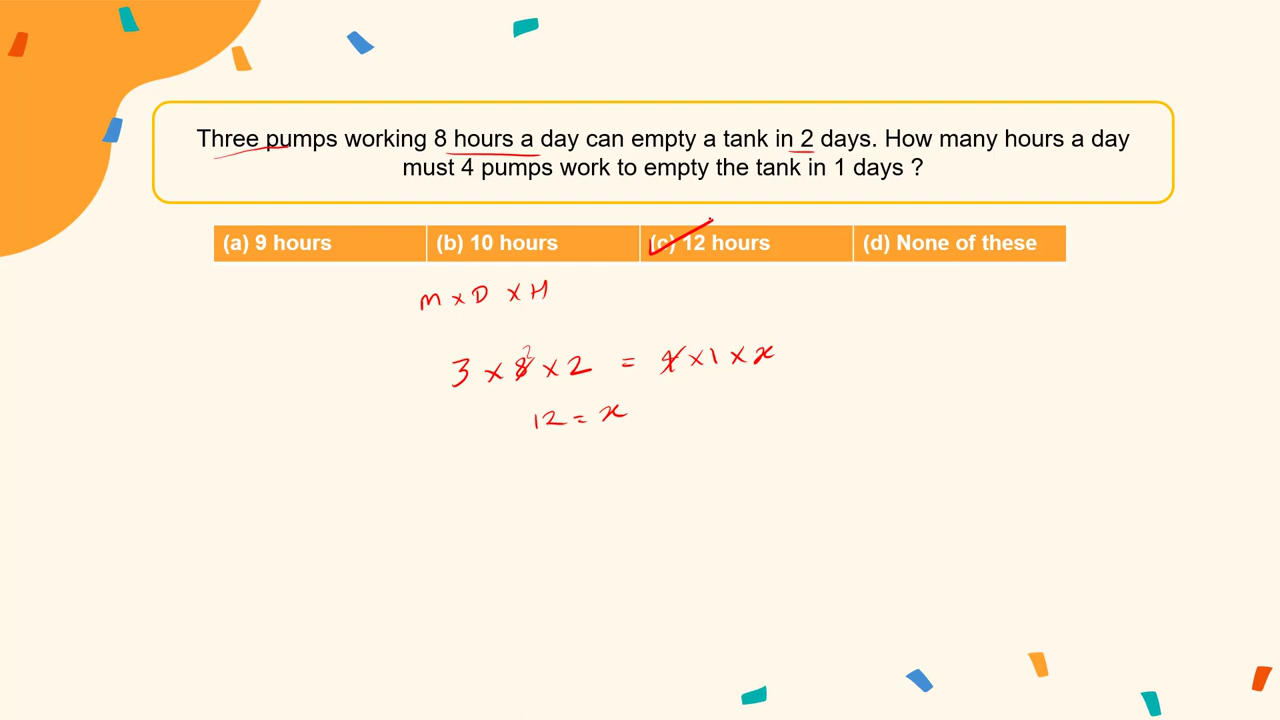 Three pumps working 8 hours a day can empty a tank in 2 days. How many hours a day
must 4 pumps work to empty the tank in 1 days ?
(a) 9 hours (b) 10 hours (c) 12 hours (d) None of these
M × D × H
3 × 8 2 × 2 = 4 × 1 × x
12 = x